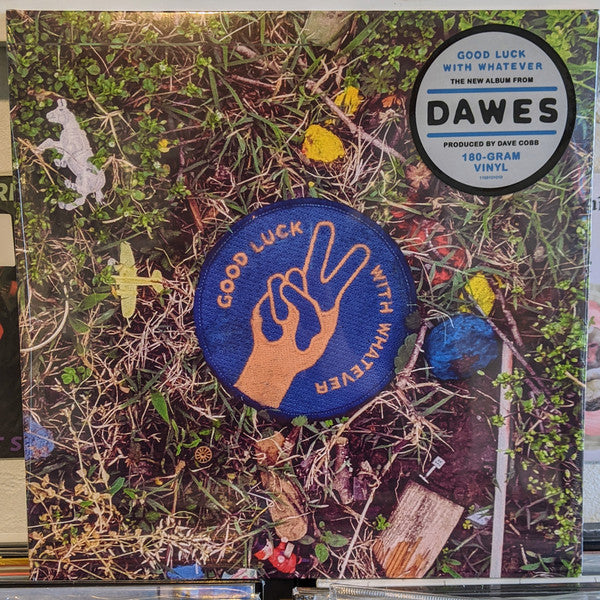 GOOD LUCK
WITH WHATEVER
THE NEW ALBUM FROM
DAWES
PRODUCED BY DAVE COBB
180-GRAM
VINYL
GOOD LUCK
WITH WHATEVER